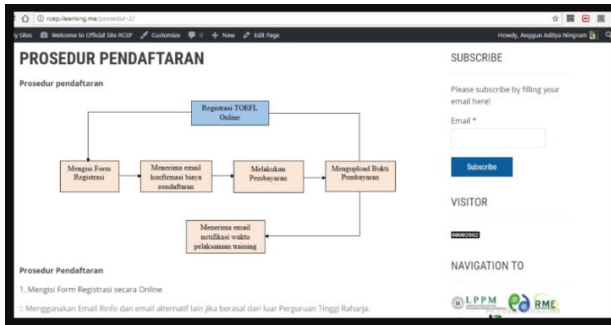 rcep.ilearning.me/prosedur-2/
y Sites Welcome to Official Site RCEP Customize 0 New Edit Page Howdy, Anggun Aditya Ningrum
PROSEDUR PENDAFTARAN
Prosedur pendaftaran
Registrasi TOEFL
Online
Mengisi Form
Registrasi
Menerima email
konfirmasi biaya
pendaftaran
Melakukan
Pembayaran
Mengupload Bukti
Pembayaran
Menerima email
notifikasi waktu
pelaksanaan training
Prosedur Pendaftaran
1. Mengisi Form Registrasi secara Online
:: Menggunakan Email Rinfo dan email alternatif lain jika berasal dari luar Perguruan Tinggi Raharja.
SUBSCRIBE
Please subscribe by filling your
email here!
Email *
Subscribe
VISITOR
NAVIGATION TO
LPPM
RME